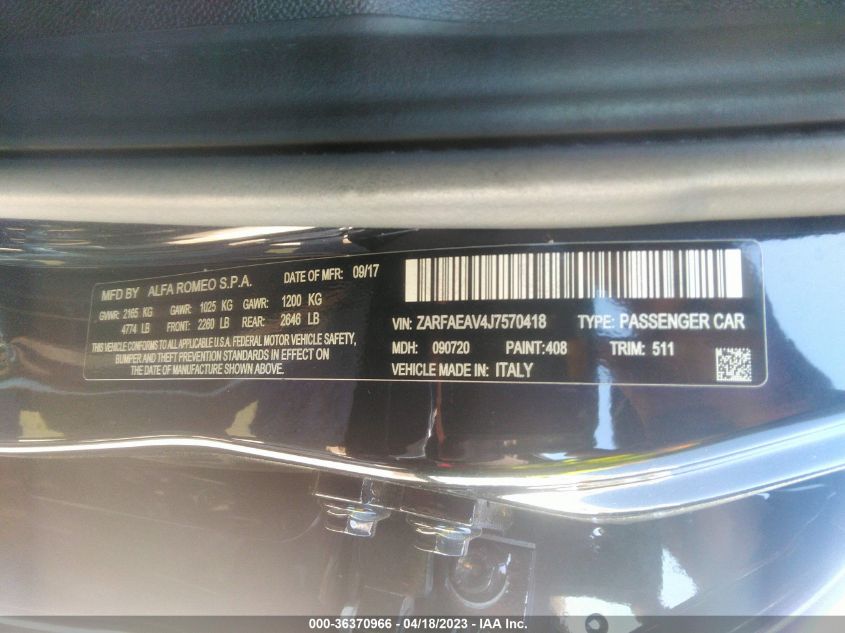 MFD BY ALFA ROMEO S.P.A. DATE OF MFR: 09/17
GVWR: 2165 KG GAWR: 1025 KG GAWR: 1200 KG
4774 LB FRONT: 2260 LB REAR: 2646 LB
THIS VEHICLE CONFORMS TO ALL APPLICABLE U.S.A. FEDERAL MOTOR VEHICLE SAFETY,
BUMPER AND THEFT PREVENTION STANDARDS IN EFFECT ON
THE DATE OF MANUFACTURE SHOWN ABOVE.
VIN: ZARFAEAV4J7570418 TYPE: PASSENGER CAR
MDH: 090720 PAINT:408 TRIM: 511
VEHICLE MADE IN: ITALY
000-36370966 - 04/18/2023 - IAA Inc.